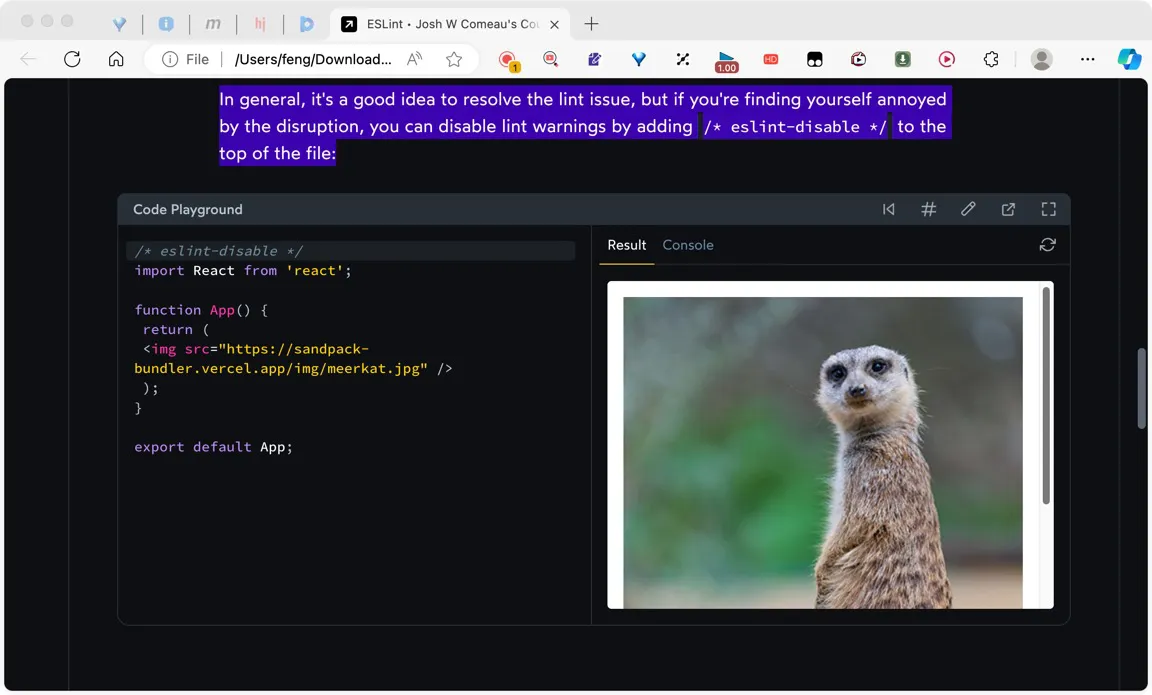 ESLint • Josh W Comeau's Cou
File
/Users/feng/Download...
1
1.00
HD
In general, it's a good idea to resolve the lint issue, but if you're finding yourself annoyed
by the disruption, you can disable lint warnings by adding /* eslint-disable */ to the
top of the file:
Code Playground
/* eslint-disable */
import React from 'react';
function App() {
return (
<img src="https://sandpack-
bundler.vercel.app/img/meerkat.jpg" />
);
}
export default App;
Result Console